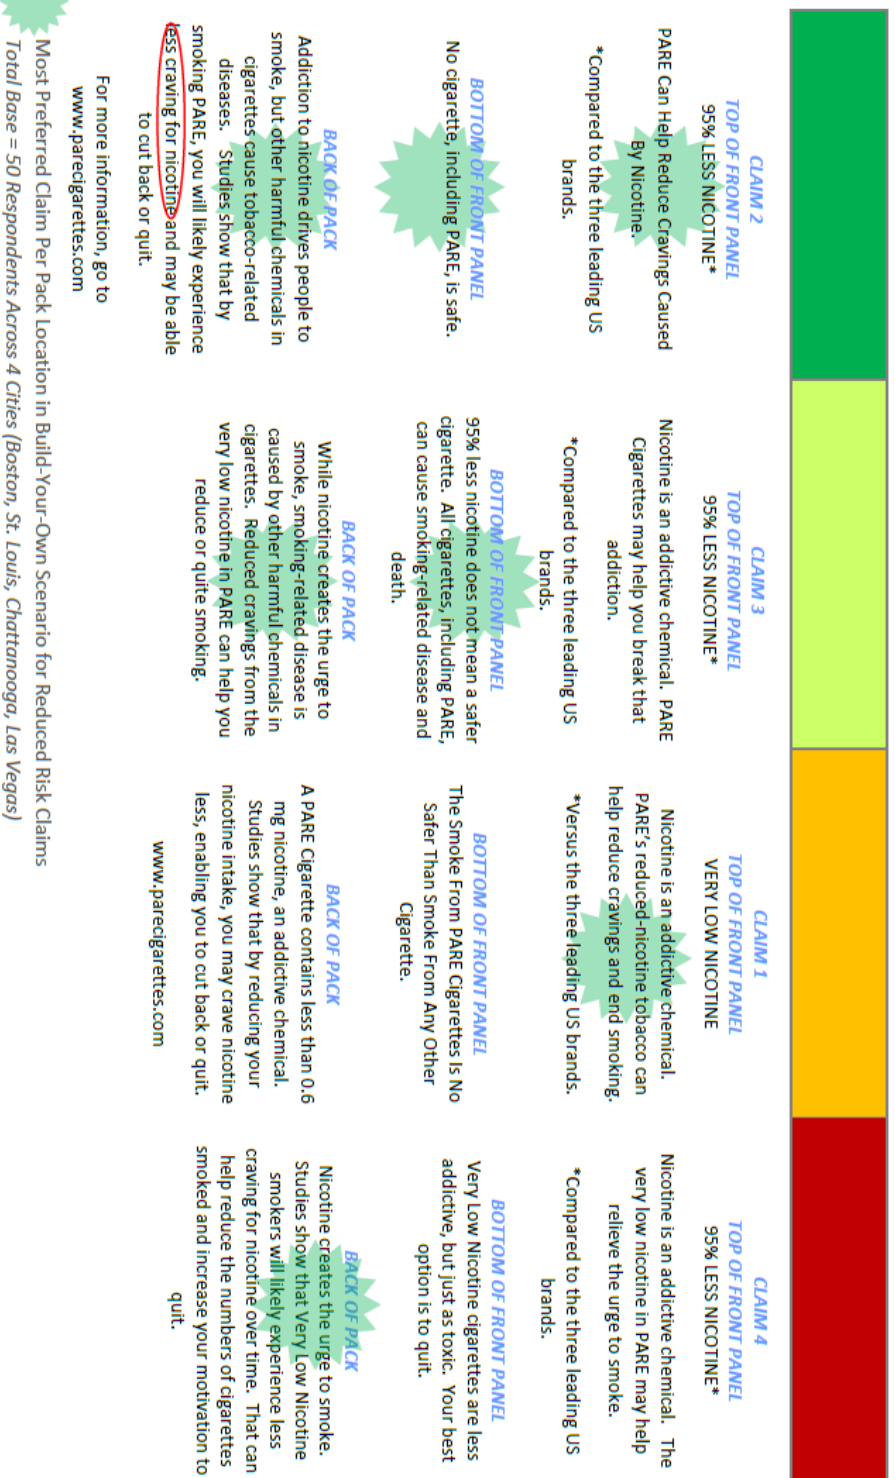 CLAIM 2
TOP OF FRONT PANEL
95% LESS NICOTINE*
PARE Can Help Reduce Cravings Caused
By Nicotine.
*Compared to the three leading US
brands.
BOTTOM OF FRONT PANEL
No cigarette, including PARE, is safe.
BACK OF PACK
Addiction to nicotine drives people to
smoke, but other harmful chemicals in
cigarettes cause tobacco-related
diseases. Studies show that by
smoking PARE, you will likely experience
less craving for nicotine and may be able
to cut back or quit.
For more information, go to
www.parecigarettes.com
CLAIM 3
TOP OF FRONT PANEL
95% LESS NICOTINE*
Nicotine is an addictive chemical. PARE
Cigarettes may help you break that
addiction.
*Compared to the three leading US
brands.
BOTTOM OF FRONT PANEL
95% less nicotine does not mean a safer
cigarette. All cigarettes, including PARE,
can cause smoking-related disease and
death.
BACK OF PACK
While nicotine creates the urge to
smoke, smoking-related disease is
caused by other harmful chemicals in
cigarettes. Reduced cravings from the
very low nicotine in PARE can help you
reduce or quite smoking.
CLAIM 1
TOP OF FRONT PANEL
VERY LOW NICOTINE
Nicotine is an addictive chemical.
PARE's reduced-nicotine tobacco can
help reduce cravings and end smoking.
*Versus the three leading US brands.
BOTTOM OF FRONT PANEL
The Smoke From PARE Cigarettes Is No
Safer Than Smoke From Any Other
Cigarette.
BACK OF PACK
A PARE Cigarette contains less than 0.6
mg nicotine, an addictive chemical.
Studies show that by reducing your
nicotine intake, you may crave nicotine
less, enabling you to cut back or quit.
www.parecigarettes.com
CLAIM 4
TOP OF FRONT PANEL
95% LESS NICOTINE*
Nicotine is an addictive chemical. The
very low nicotine in PARE may help
relieve the urge to smoke.
*Compared to the three leading US
brands.
BOTTOM OF FRONT PANEL
Very Low Nicotine cigarettes are less
addictive, but just as toxic. Your best
option is to quit.
BACK OF PACK
Nicotine creates the urge to smoke.
Studies show that Very Low Nicotine
smokers will likely experience less
craving for nicotine over time. That can
help reduce the numbers of cigarettes
smoked and increase your motivation to
quit.
Most Preferred Claim Per Pack Location in Build-Your-Own Scenario for Reduced Risk Claims
Total Base = 50 Respondents Across 4 Cities (Boston, St. Louis, Chattanooga, Las Vegas)